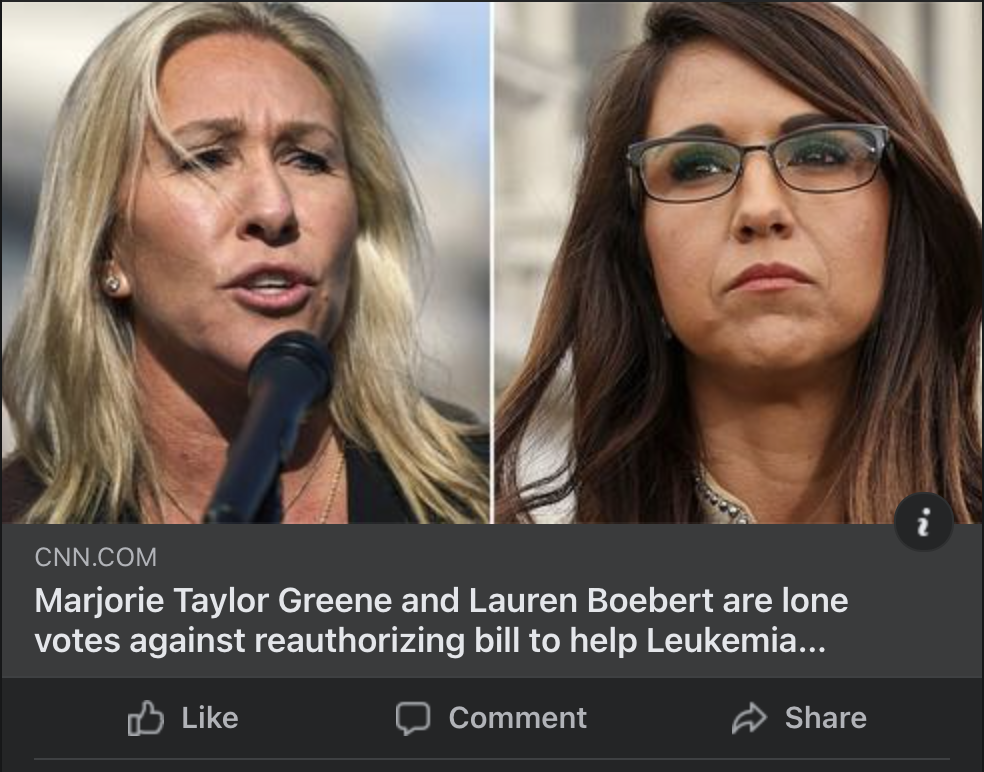 CNN.COM
Marjorie Taylor Greene and Lauren Boebert are lone
votes against reauthorizing bill to help Leukemia...
Like
Comment
Share